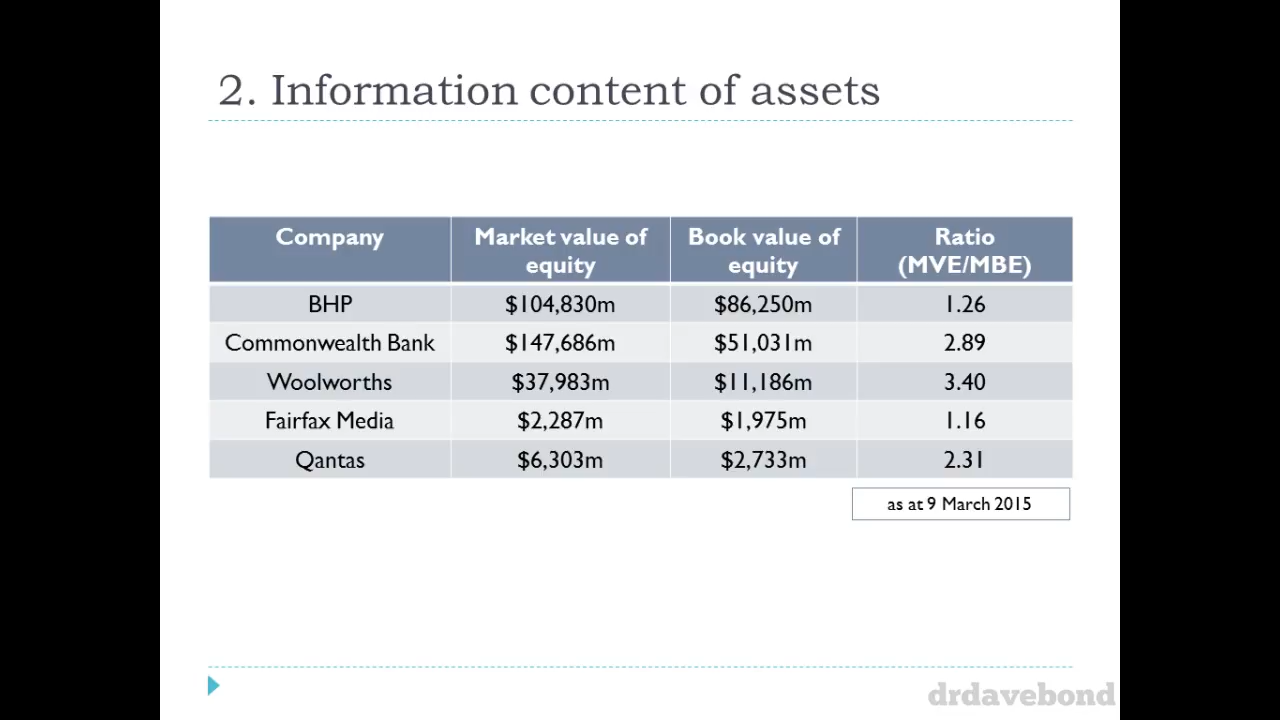 2. Information content of assets
Company Market value of equity Book value of equity Ratio (MVE/MBE)
BHP $104,830m $86,250m 1.26
Commonwealth Bank $147,686m $51,031m 2.89
Woolworths $37,983m $11,186m 3.40
Fairfax Media $2,287m $1,975m 1.16
Qantas $6,303m $2,733m 2.31
as at 9 March 2015
drdavebond